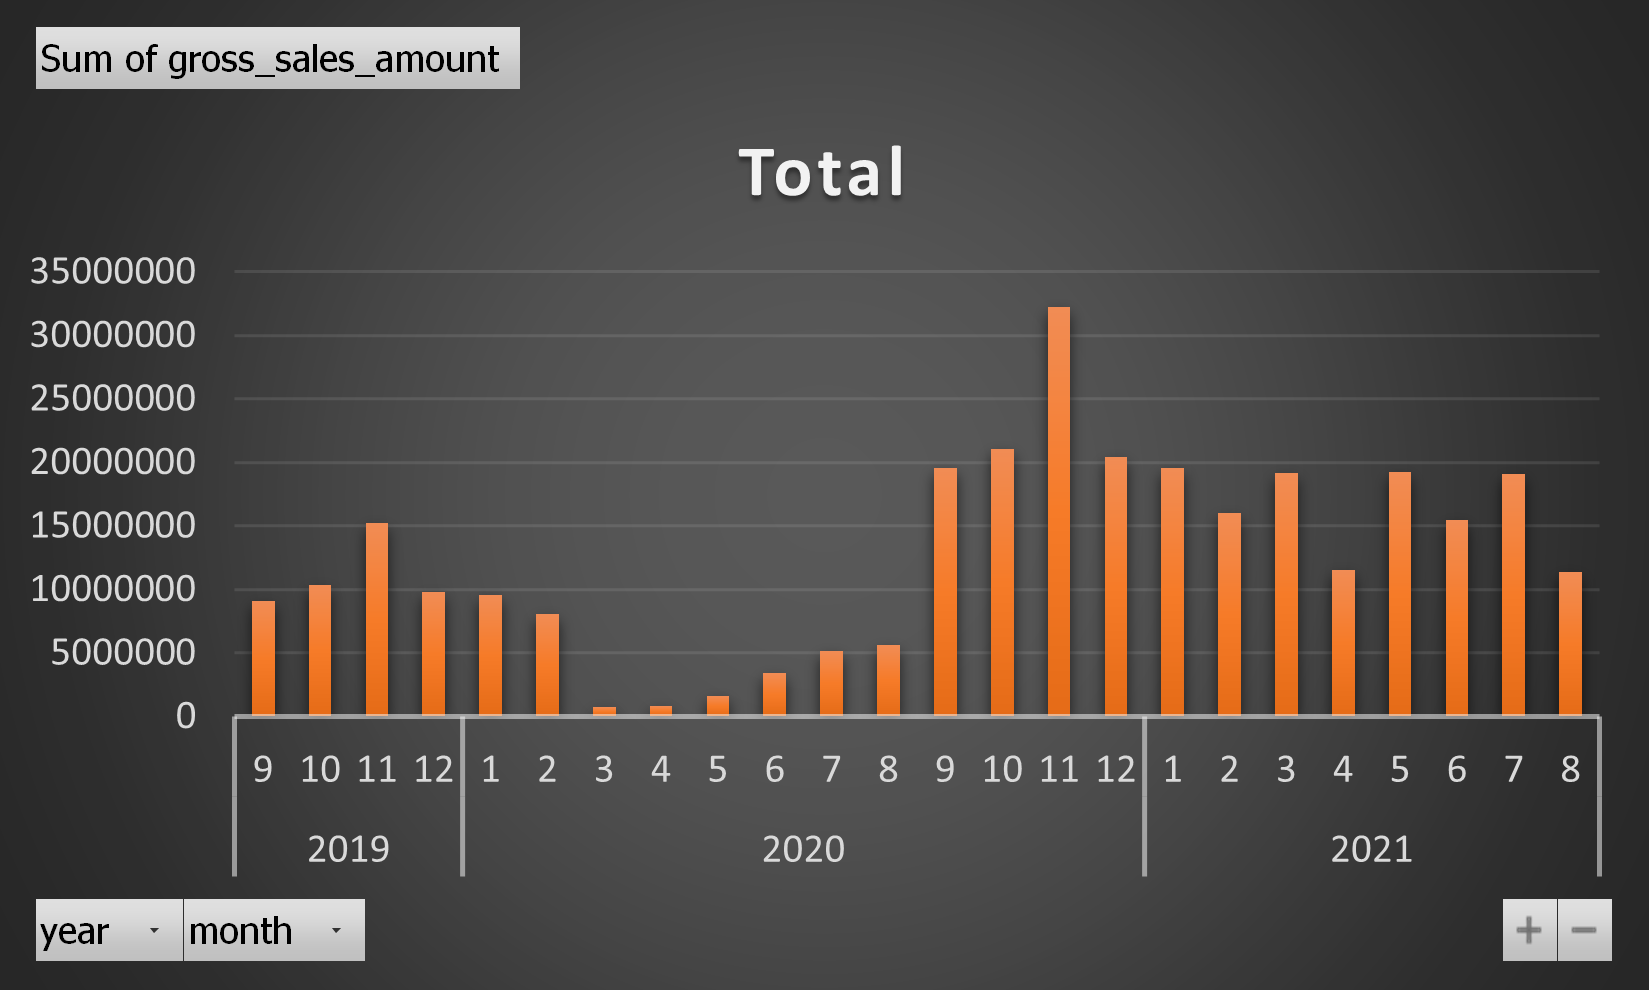 Sum of gross_sales_amount
Total
35000000
30000000
25000000
20000000
15000000
10000000
5000000
0
9 10 11 12 1 2 3 4 5 6 7 8 9 10 11 12 1 2 3 4 5 6 7 8
2019 2020 2021
year month + −